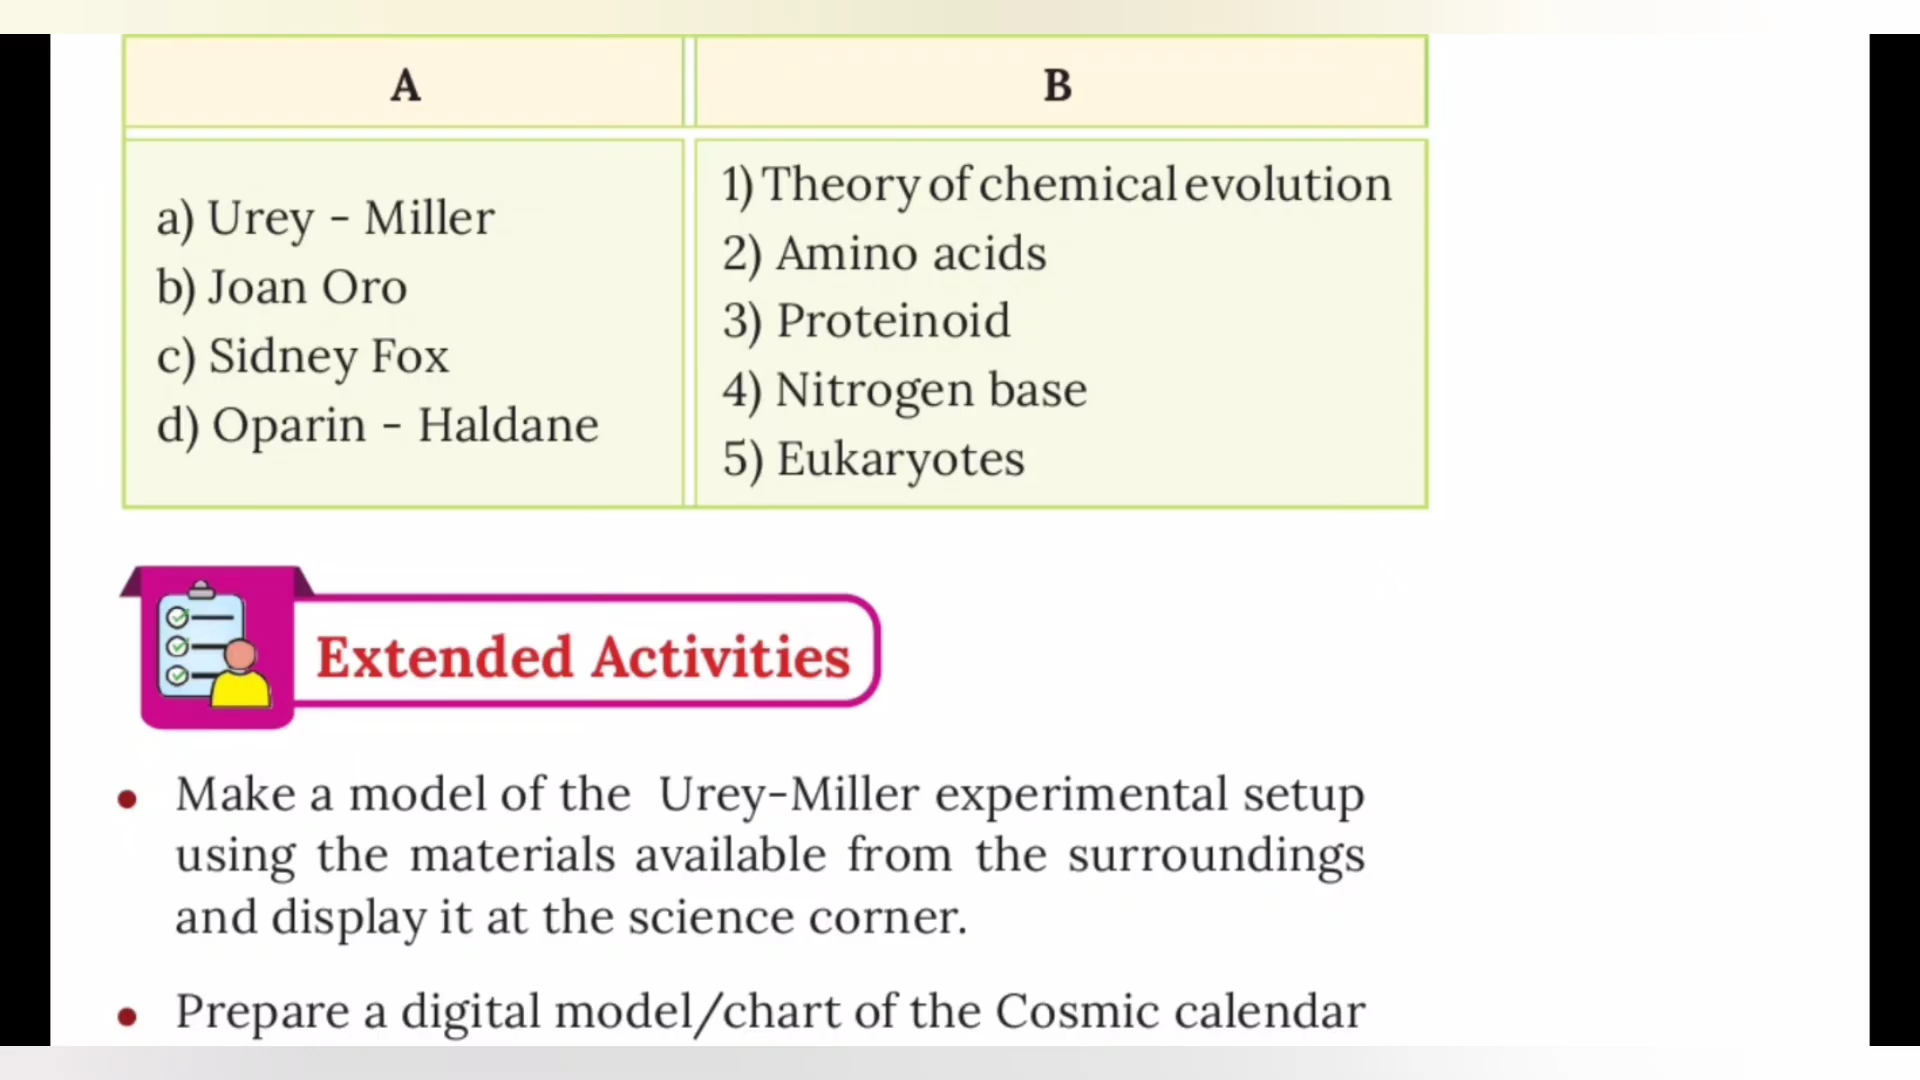 A
B
a) Urey - Miller
b) Joan Oro
c) Sidney Fox
d) Oparin - Haldane
1) Theory of chemical evolution
2) Amino acids
3) Proteinoid
4) Nitrogen base
5) Eukaryotes
Extended Activities
• Make a model of the Urey-Miller experimental setup
using the materials available from the surroundings
and display it at the science corner.
• Prepare a digital model/chart of the Cosmic calendar